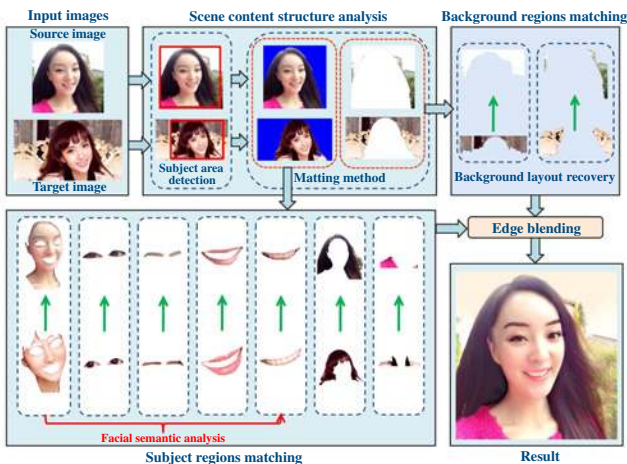 Input images
Scene content structure analysis
Background regions matching
Source image
Target image
Subject area
detection
Matting method
Background layout recovery
Edge blending
Facial semantic analysis
Subject regions matching
Result